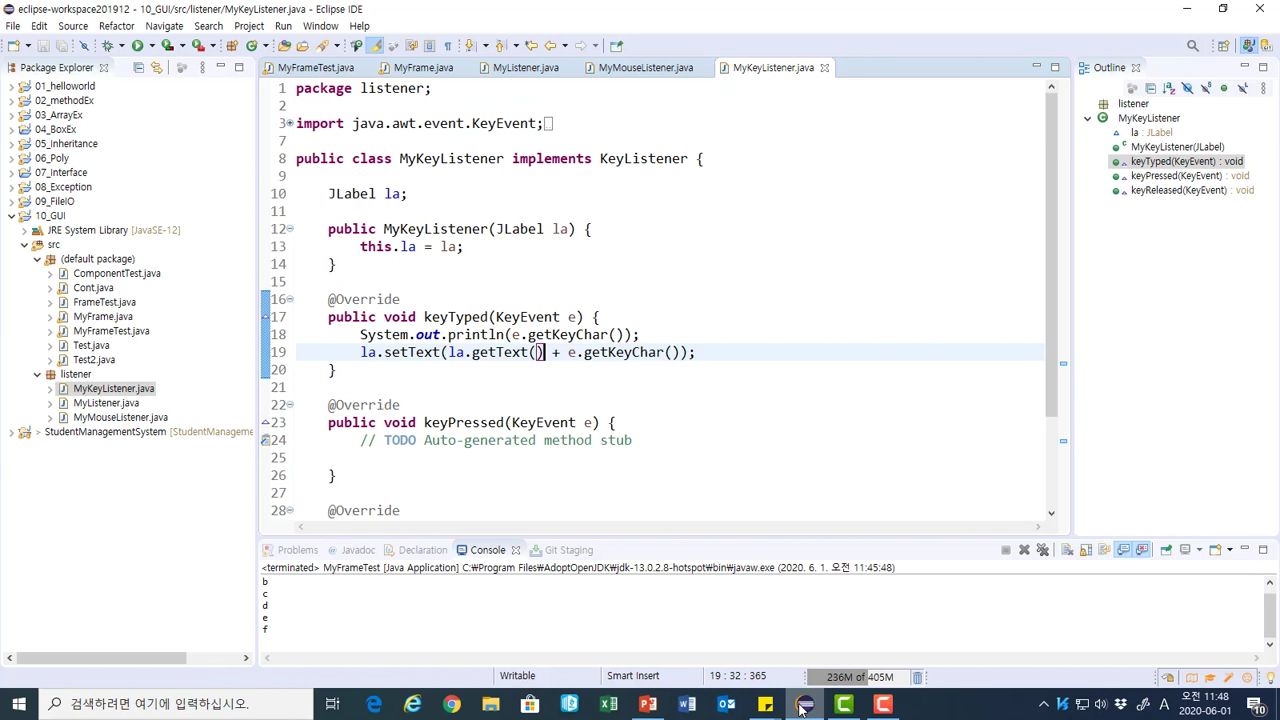 eclipse-workspace201912 - 10_GUI/src/listener/MyKeyListener.java - Eclipse IDE
File Edit Source Refactor Navigate Search Project Run Window Help
Package Explorer
MyFrameTest.java
MyFrame.java
MyListener.java
MyMouseListener.java
MyKeyListener.java
Outline
01_helloworld
02_methodEx
03_ArrayEx
04_BoxEx
05_Inheritance
06_Poly
07_Interface
08_Exception
09_FileIO
10_GUI
JRE System Library [JavaSE-12]
src
(default package)
ComponentTest.java
Cont.java
FrameTest.java
MyFrame.java
MyFrameTest.java
Test.java
Test2.java
listener
MyKeyListener.java
MyListener.java
MyMouseListener.java
StudentManagementSystem [StudentManageme
1 package listener;
2
3 import java.awt.event.KeyEvent;
7
8 public class MyKeyListener implements KeyListener {
9
10 JLabel la;
11
12 public MyKeyListener(JLabel la) {
13 this.la = la;
14 }
15
16 @Override
17 public void keyTyped(KeyEvent e) {
18 System.out.println(e.getKeyChar());
19 la.setText(la.getText() + e.getKeyChar());
20 }
21
22 @Override
23 public void keyPressed(KeyEvent e) {
24 // TODO Auto-generated method stub
25
26 }
27
28 @Override
listener
MyKeyListener
la : JLabel
MyKeyListener(JLabel)
keyTyped(KeyEvent) : void
keyPressed(KeyEvent) : void
keyReleased(KeyEvent) : void
Problems Javadoc Declaration Console Git Staging
<terminated> MyFrameTest [Java Application] C:₩Program Files₩AdoptOpenJDK₩jdk-13.0.2.8-hotspot₩bin₩javaw.exe (2020. 6. 1. 오전 11:45:48)
b
c
d
e
f
Writable
Smart Insert
19 : 32 : 365
236M of 405M
검색하려면 여기에 입력하십시오.
A
오전 11:48
2020-06-01